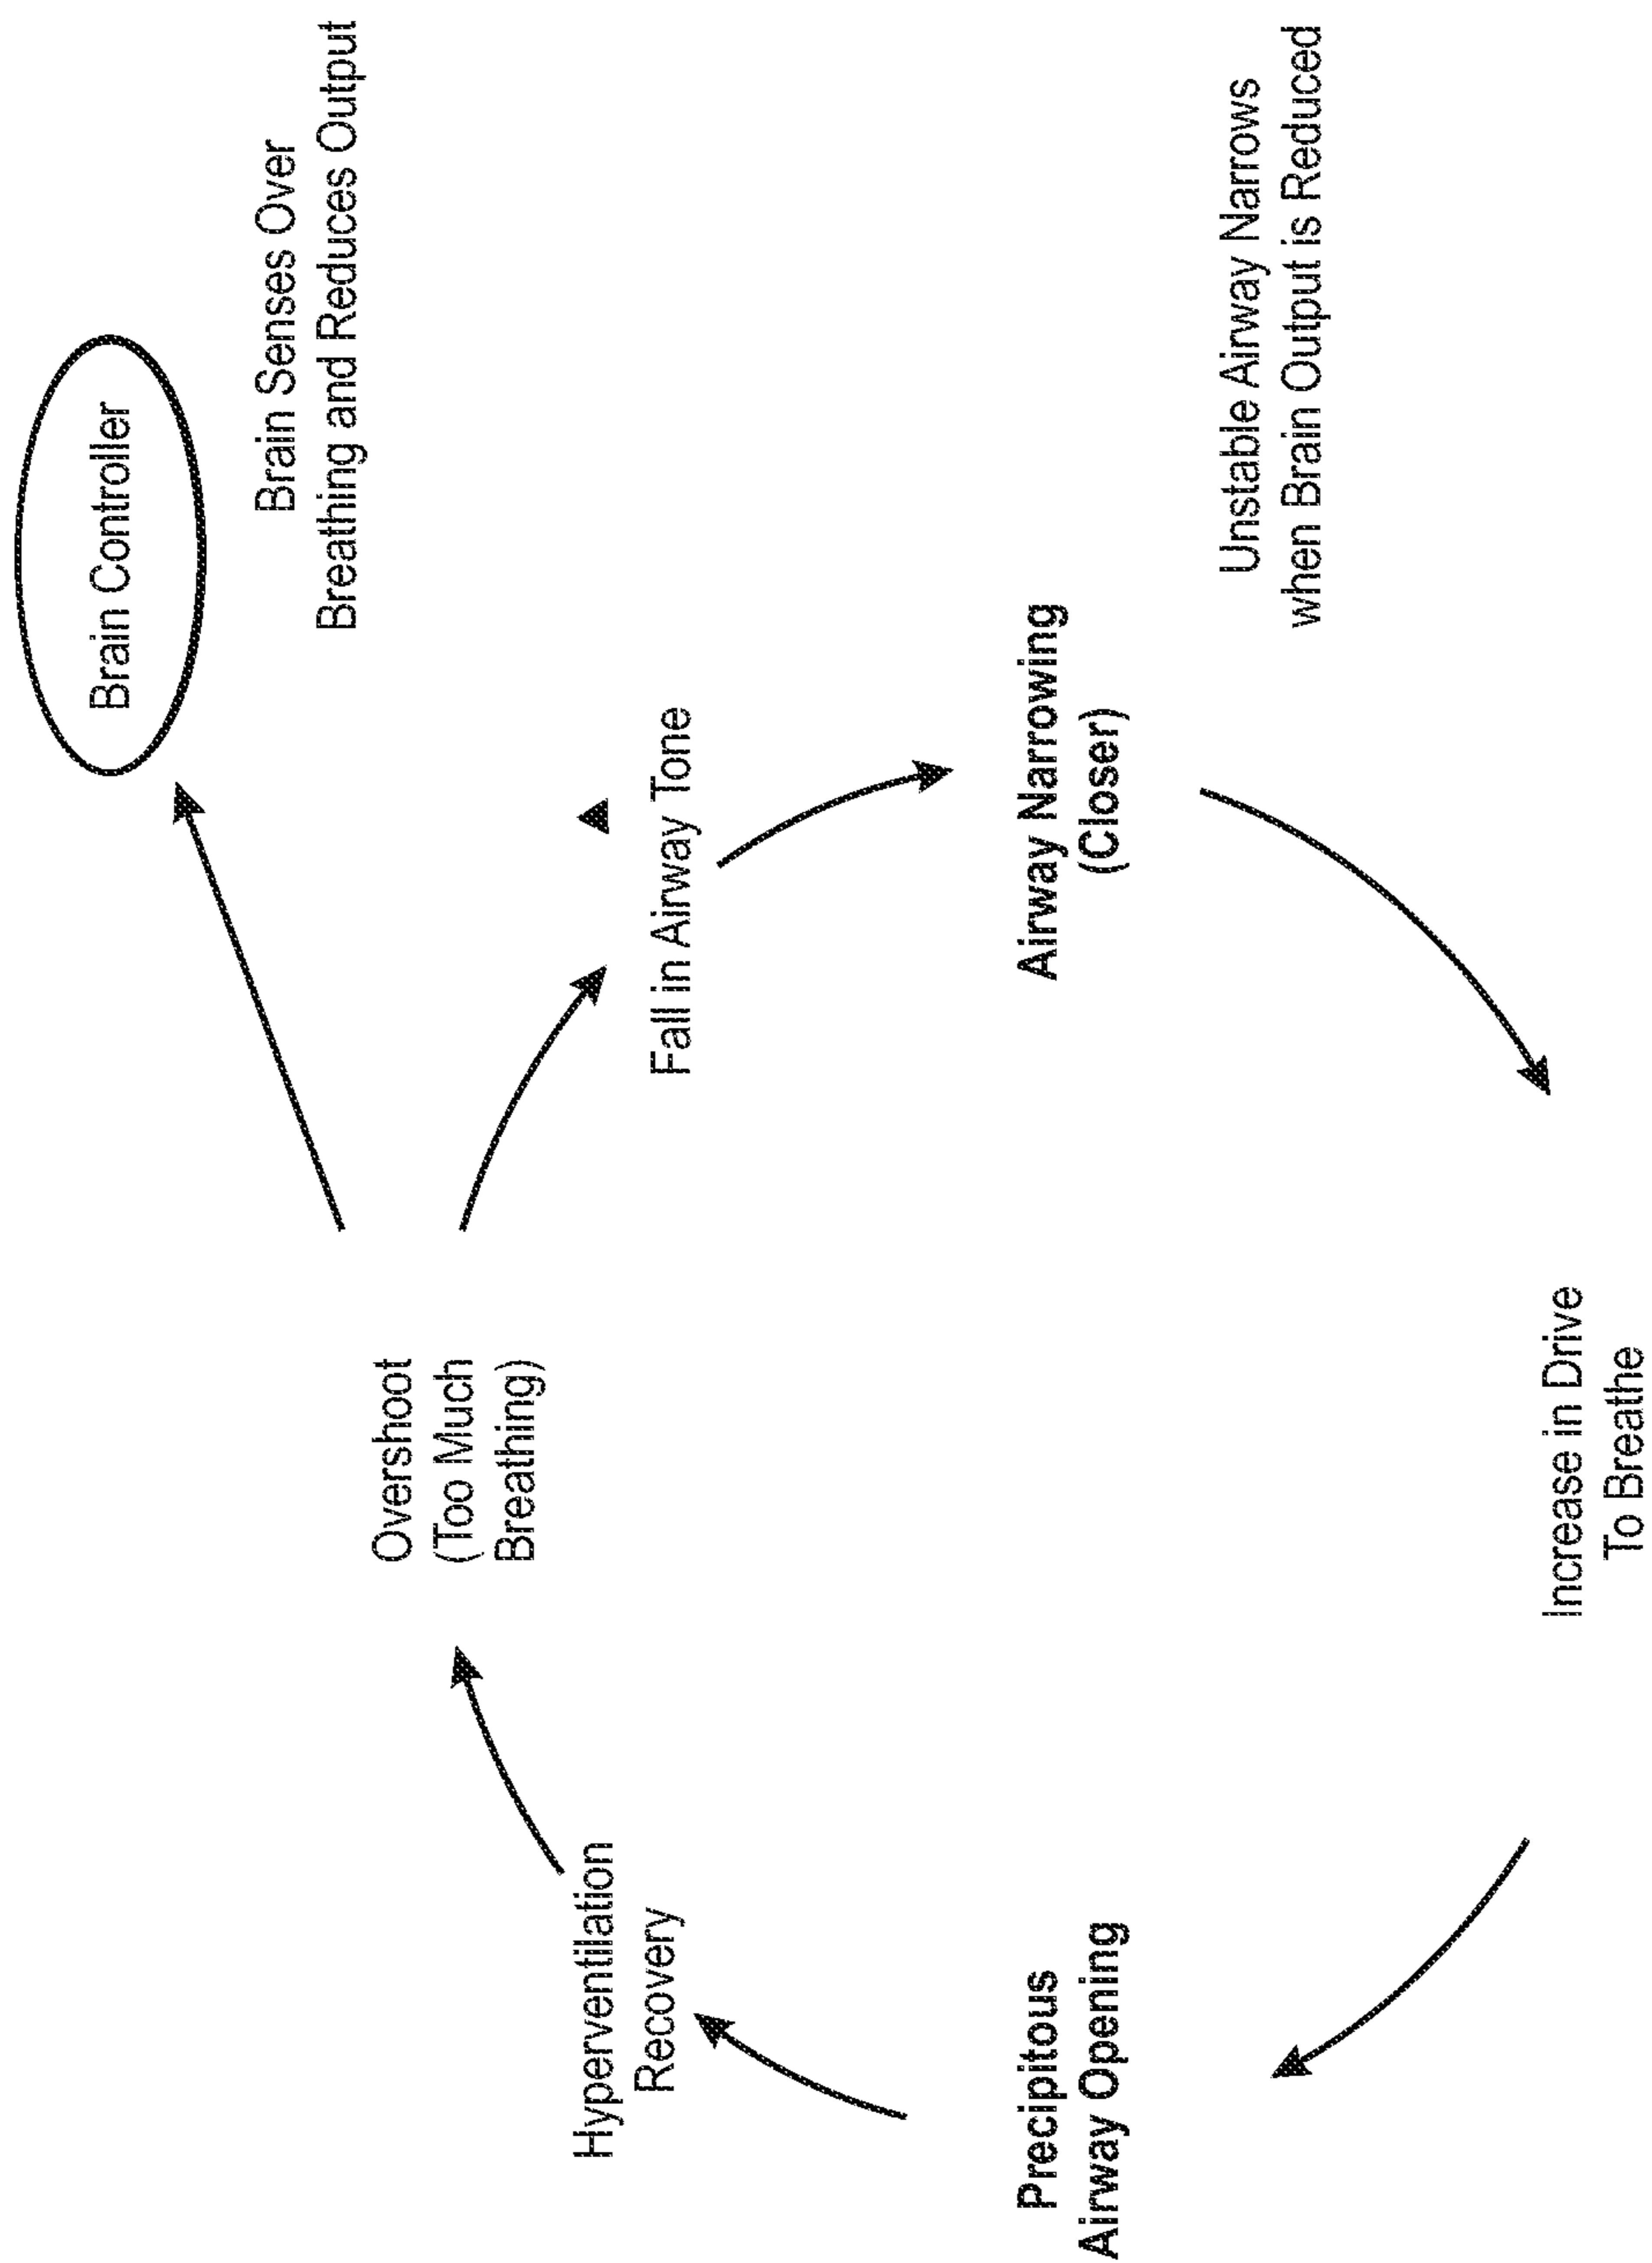 Brain Controller
Brain Senses Over
Breathing and Reduces Output
Overshoot
(Too Much
Breathing)
Fall in Airway Tone
Hyperventilation
Recovery
Airway Narrowing
(Closer)
Precipitous
Airway Opening
Unstable Airway Narrows
when Brain Output is Reduced
Increase in Drive
To Breathe